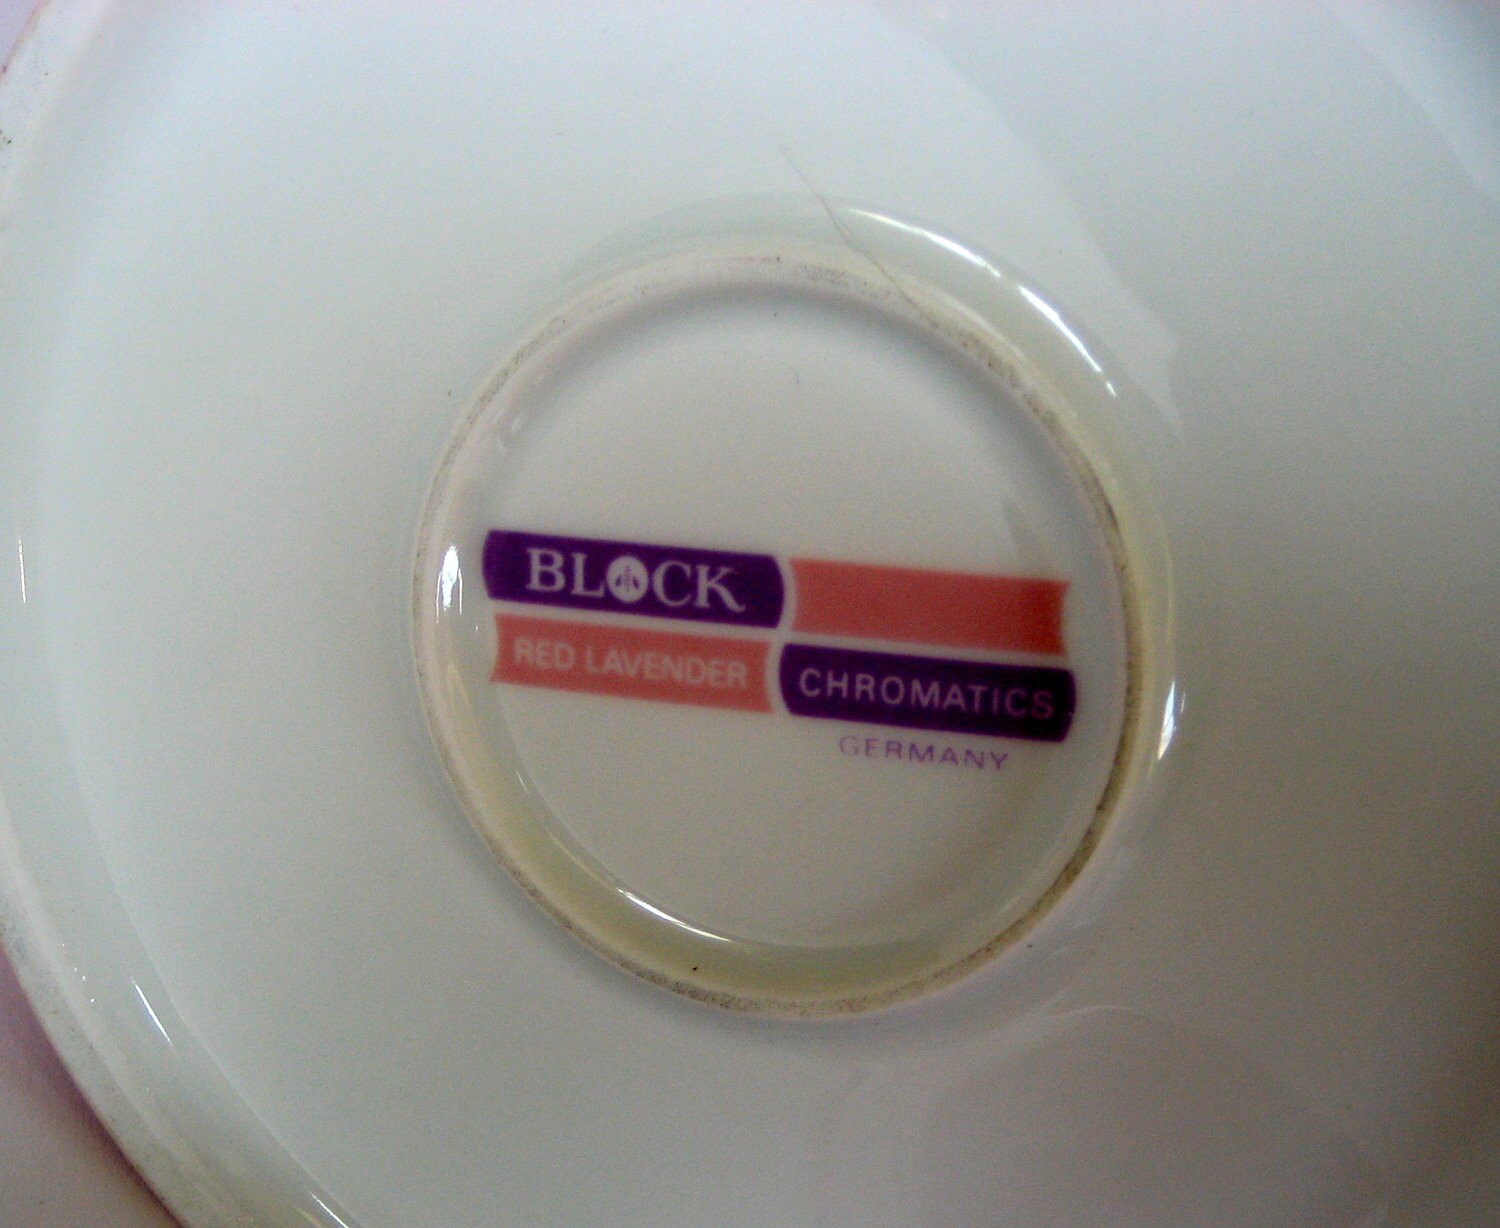 BLOCK
RED LAVENDER CHROMATICS
GERMANY